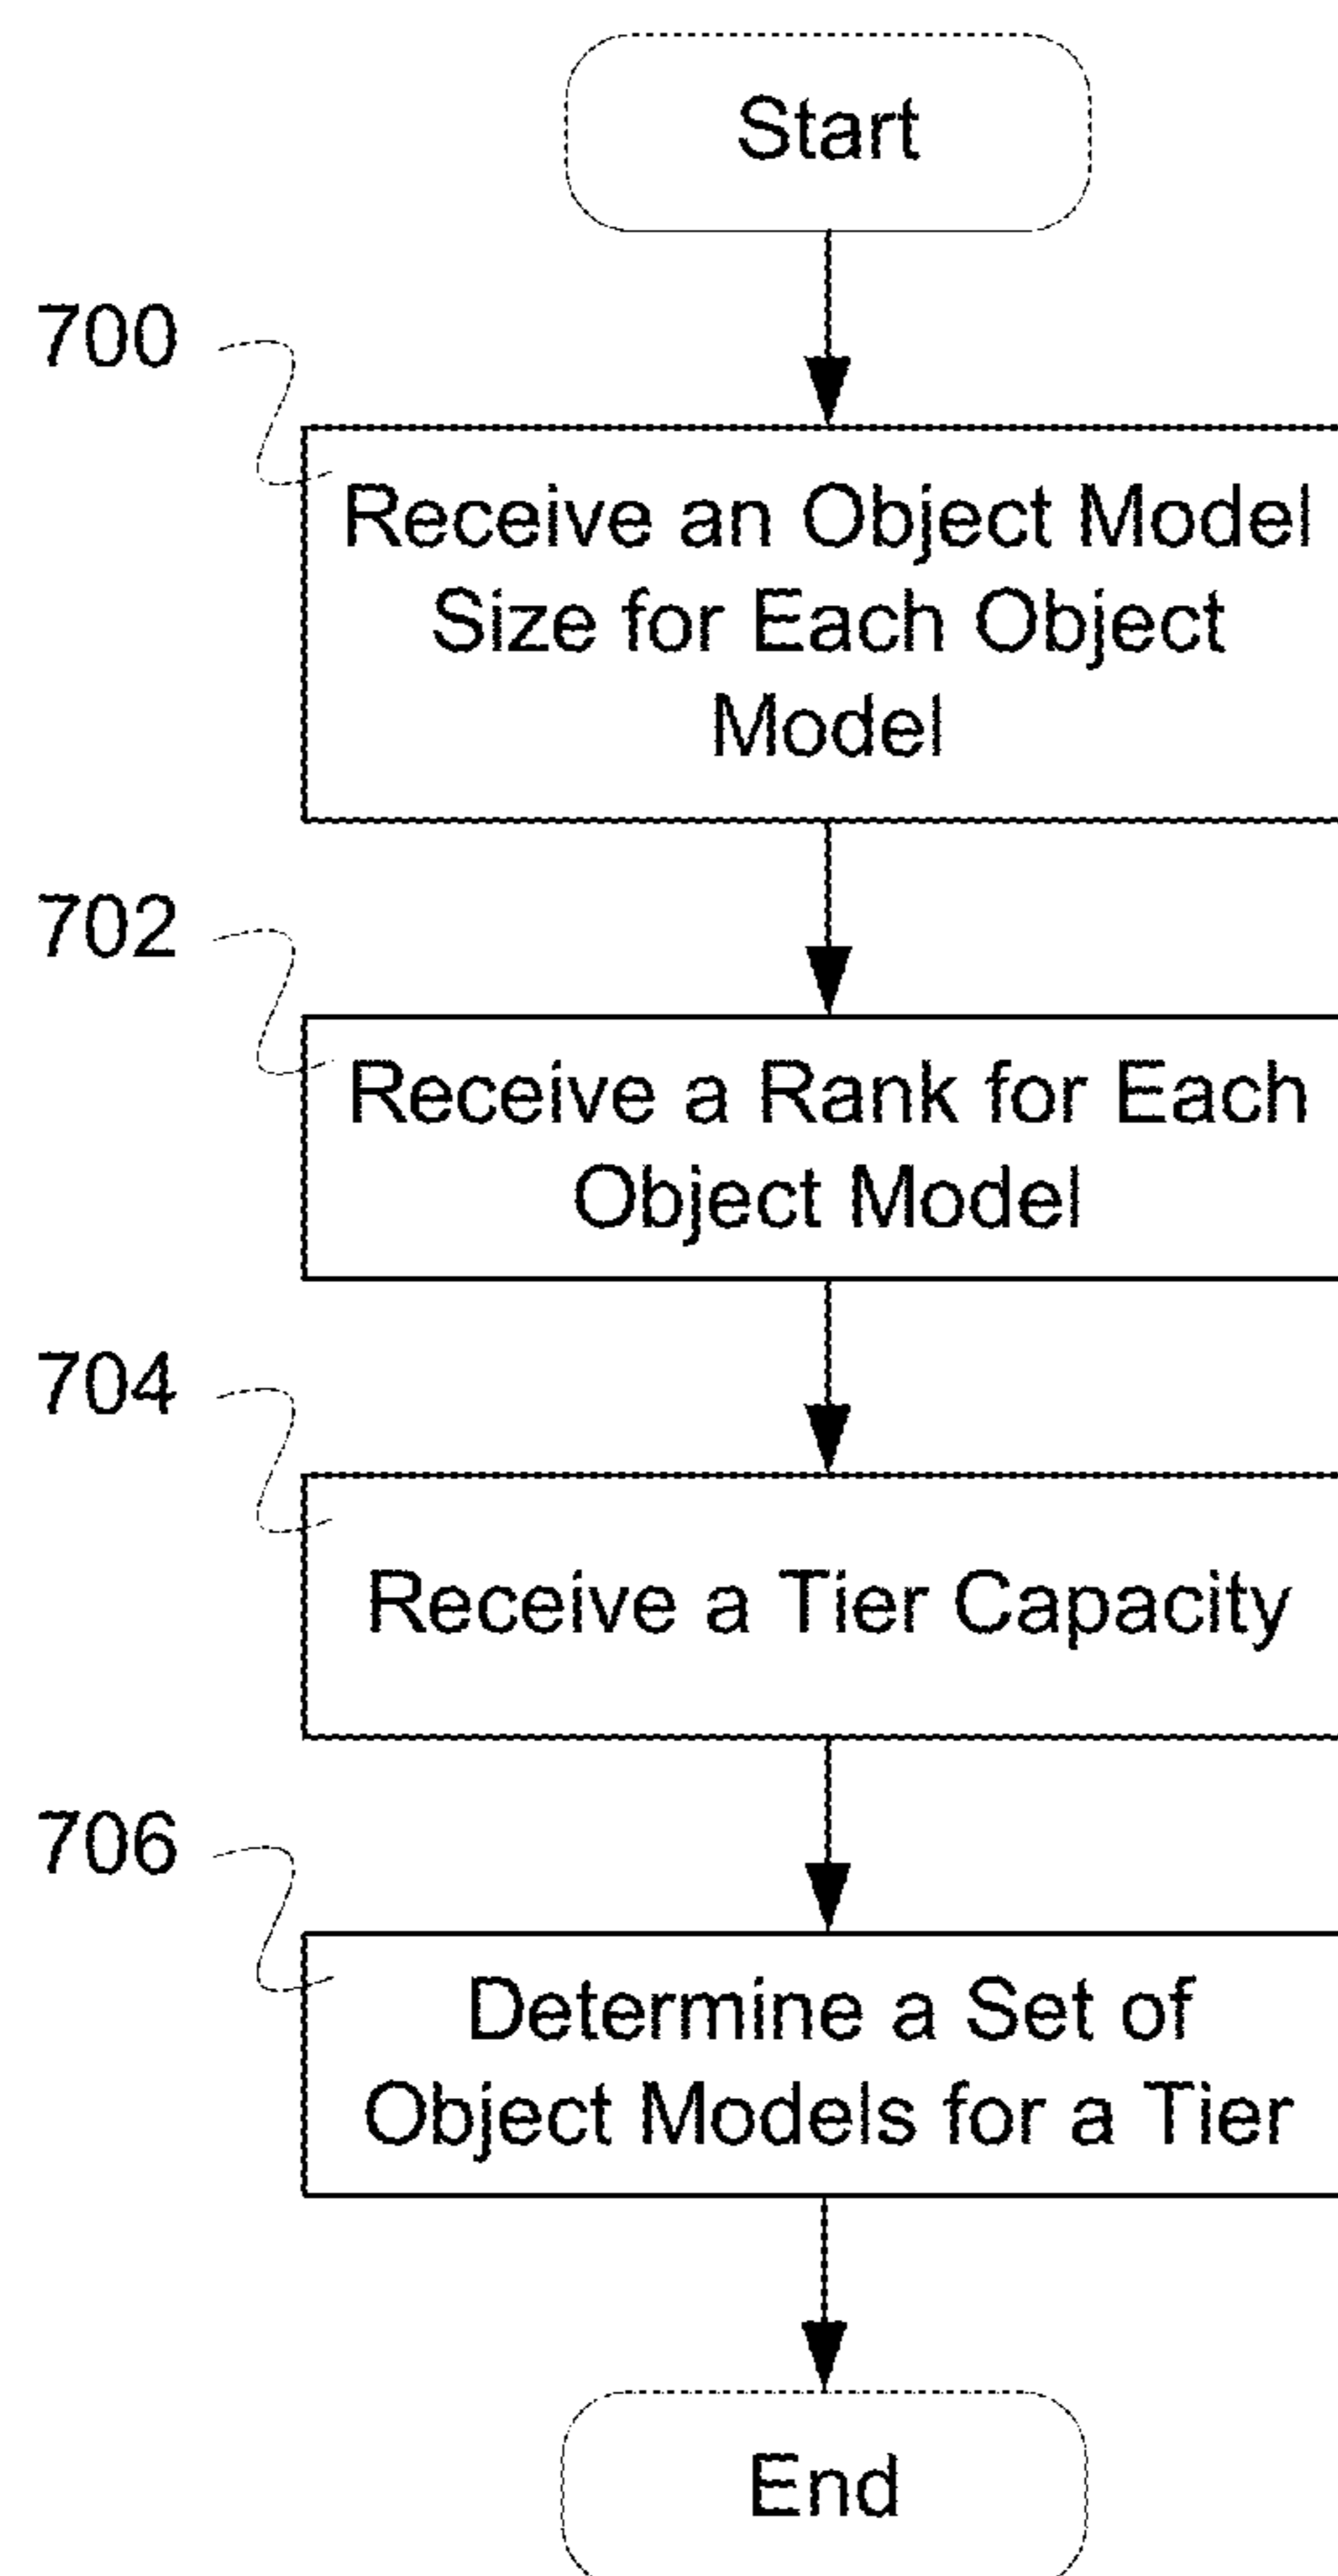 Start
700
Receive an Object Model
Size for Each Object
Model
702
Receive a Rank for Each
Object Model
704
Receive a Tier Capacity
706
Determine a Set of
Object Models for a Tier
End